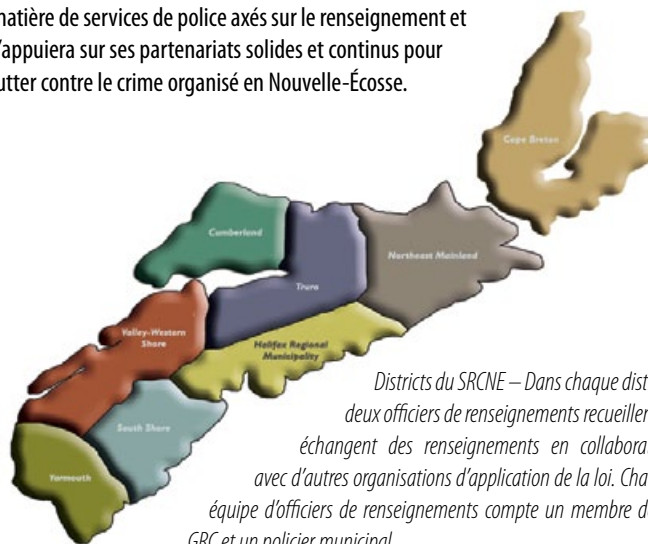 matière de services de police axés sur le renseignement et
'appuiera sur ses partenariats solides et continus pour
utter contre le crime organisé en Nouvelle-Écosse.
Cape Breton
Cumberland
Truro
Northeast Mainland
Valley-Western
Shore
Halifax Regional
Municipality
South Shore
Yarmouth
Districts du SRCNE – Dans chaque dist
deux officiers de renseignements recueiller
échangent des renseignements en collabora
avec d'autres organisations d'application de la loi. Cha
équipe d'officiers de renseignements compte un membre d
GRC et un policier municipal.